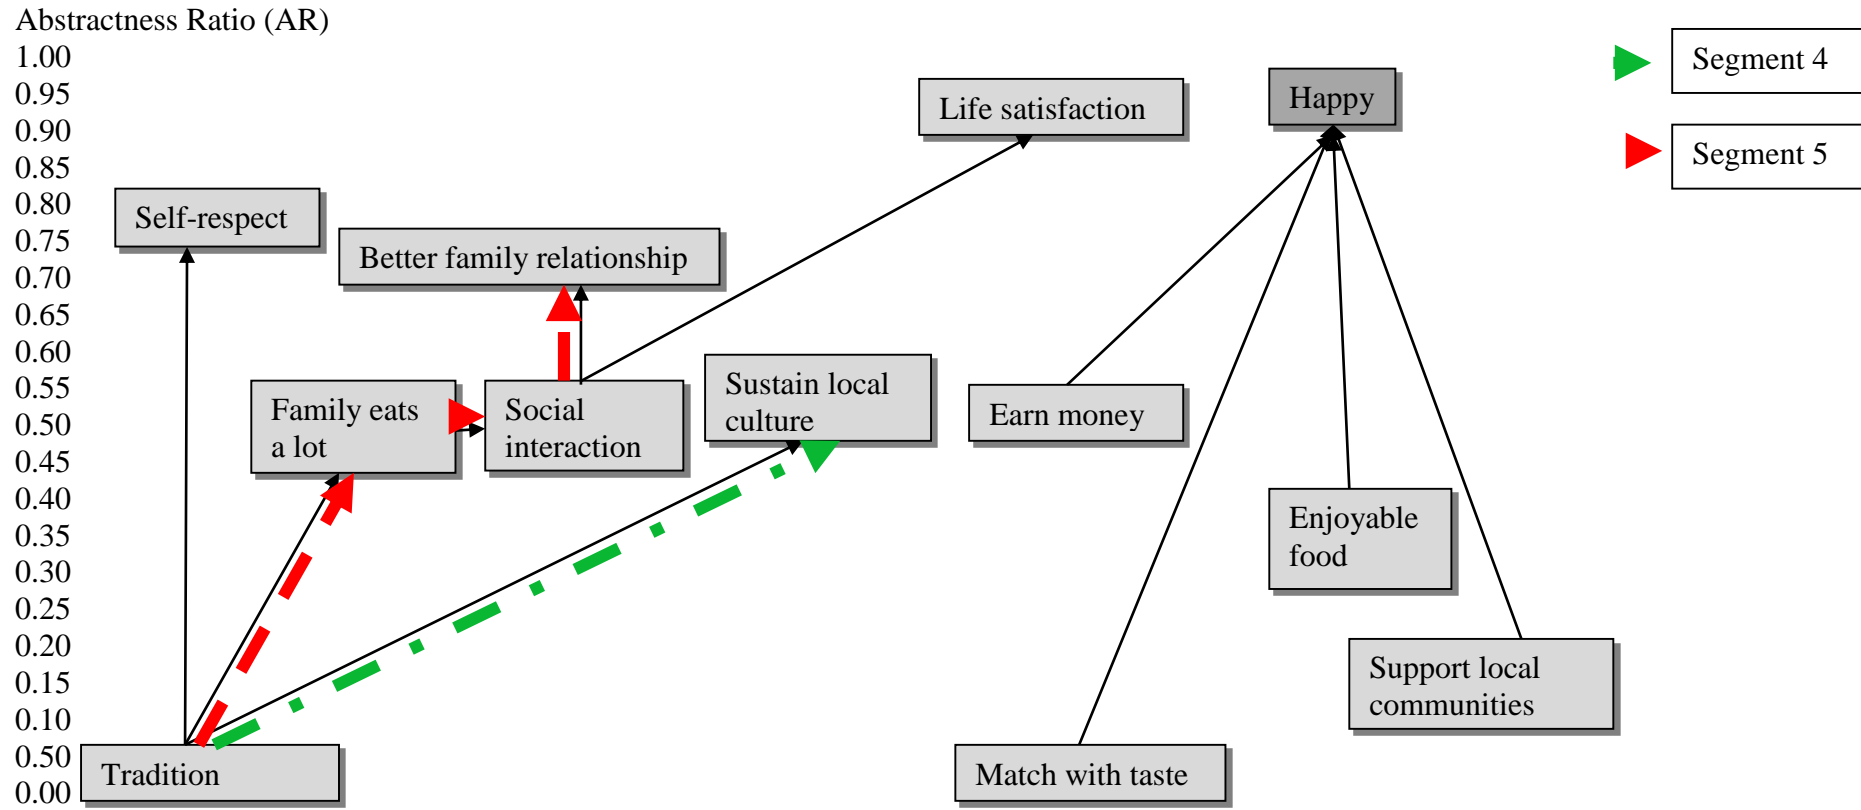 Abstractness Ratio (AR)
1.00
0.95
0.90
0.85
0.80
0.75
0.70
0.65
0.60
0.55
0.50
0.45
0.40
0.35
0.30
0.25
0.20
0.15
0.10
0.50
0.00
Segment 4
Segment 5
Life satisfaction
Happy
Self-respect
Better family relationship
Family eats
a lot
Social
interaction
Sustain local
culture
Earn money
Enjoyable
food
Support local
communities
Tradition
Match with taste